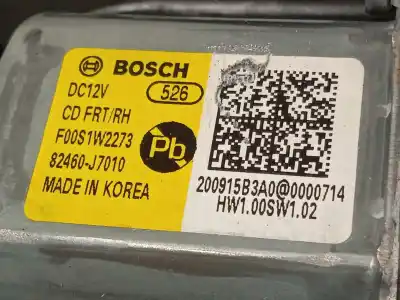 BOSCH
DC12V 526
CD FRT/RH
F00S1W2273
82460-J7010
MADE IN KOREA
Pb
200915B3A0@0000714
HW1.00SW1.02